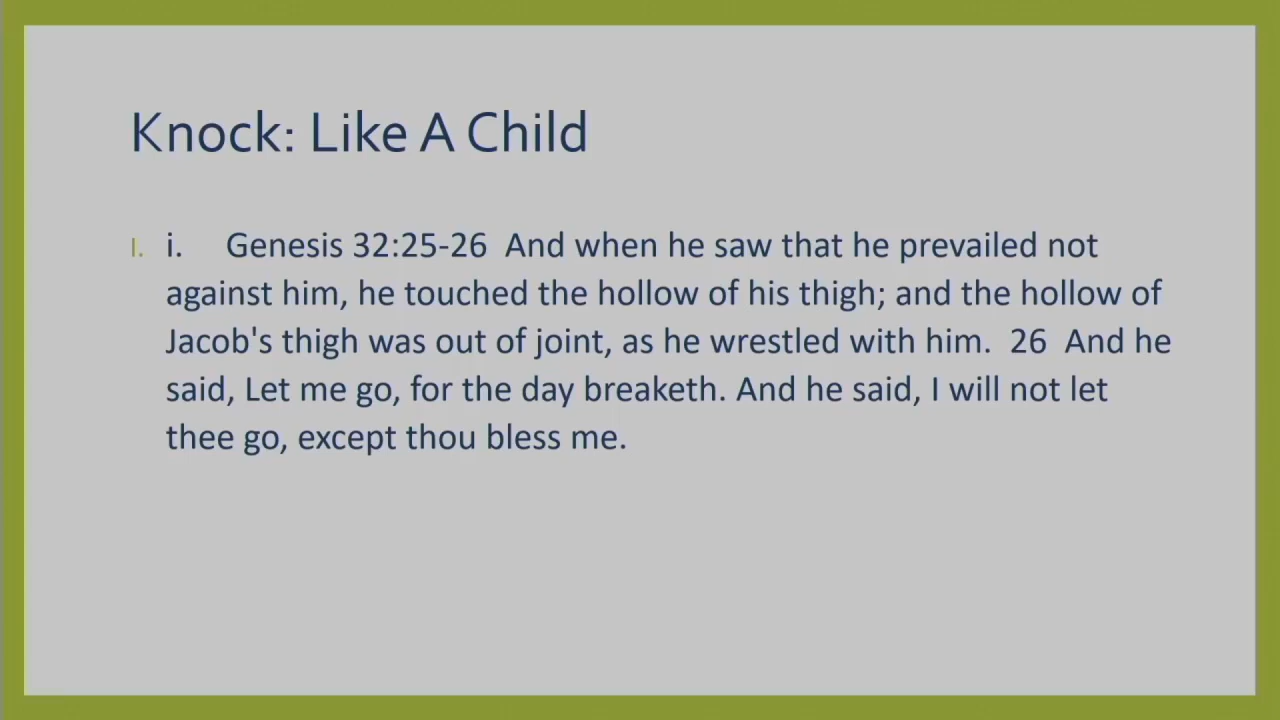 Knock: Like A Child
I. i. Genesis 32:25-26 And when he saw that he prevailed not
against him, he touched the hollow of his thigh; and the hollow of
Jacob's thigh was out of joint, as he wrestled with him. 26 And he
said, Let me go, for the day breaketh. And he said, I will not let
thee go, except thou bless me.